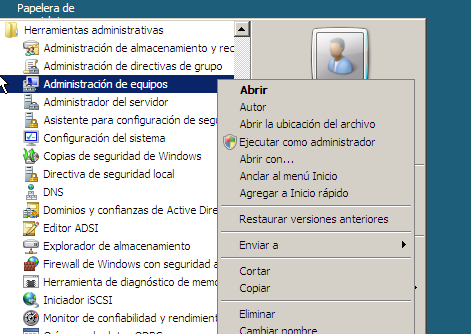 Papelera de
Herramientas administrativas
Administración de almacenamiento y rec
Administración de directivas de grupo
Administración de equipos
Administrador del servidor
Asistente para configuración de segu
Configuración del sistema
Copias de seguridad de Windows
Directiva de seguridad local
DNS
Dominios y confianzas de Active Dire
Editor ADSI
Explorador de almacenamiento
Firewall de Windows con seguridad a
Herramienta de diagnóstico de memo
Iniciador iSCSI
Monitor de confiabilidad y rendimient
Abrir
Autor
Abrir la ubicación del archivo
Ejecutar como administrador
Abrir con...
Anclar al menú Inicio
Agregar a Inicio rápido
Restaurar versiones anteriores
Enviar a
Cortar
Copiar
Eliminar
Cambiar nombre